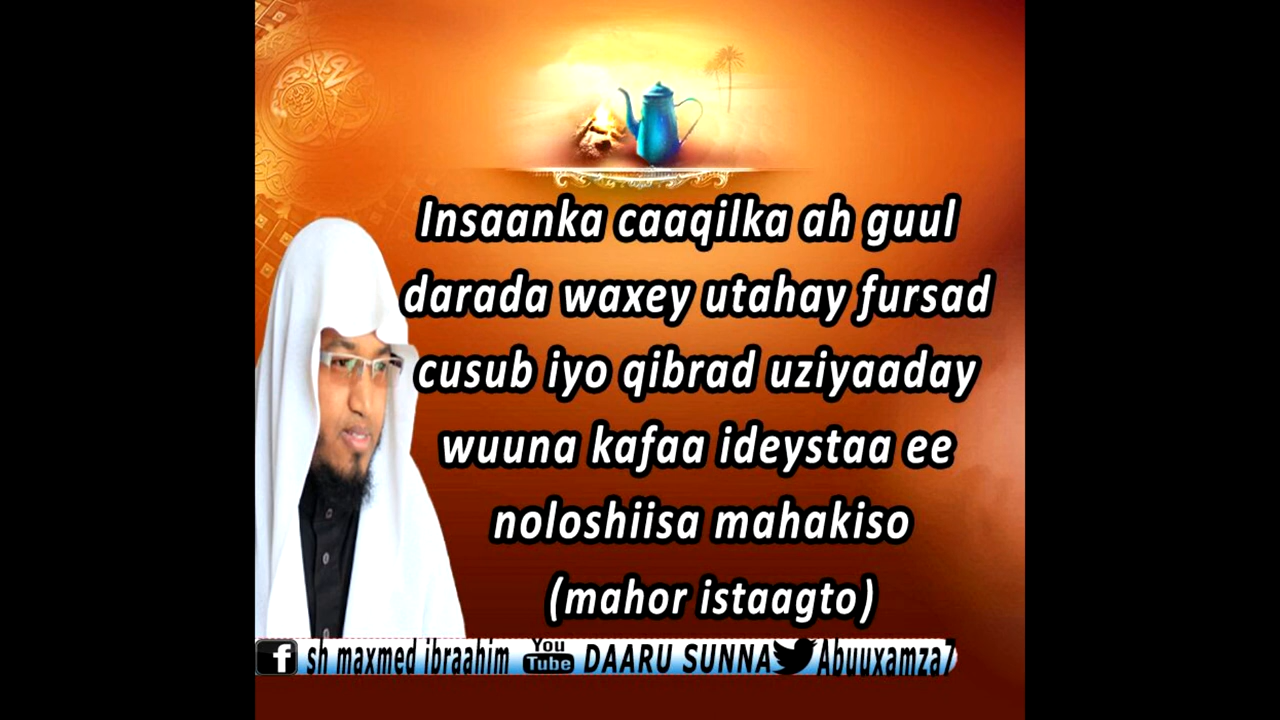 Insaanka caaqilka ah guul
darada waxey utahay fursad
cusub iyo qibrad uziyaaday
wuuna kafaa ideystaa ee
noloshiisa mahakiso
(mahor istaagto)
f sh maxmed ibraahim You Tube DAARU SUNNA Abuuxamza7